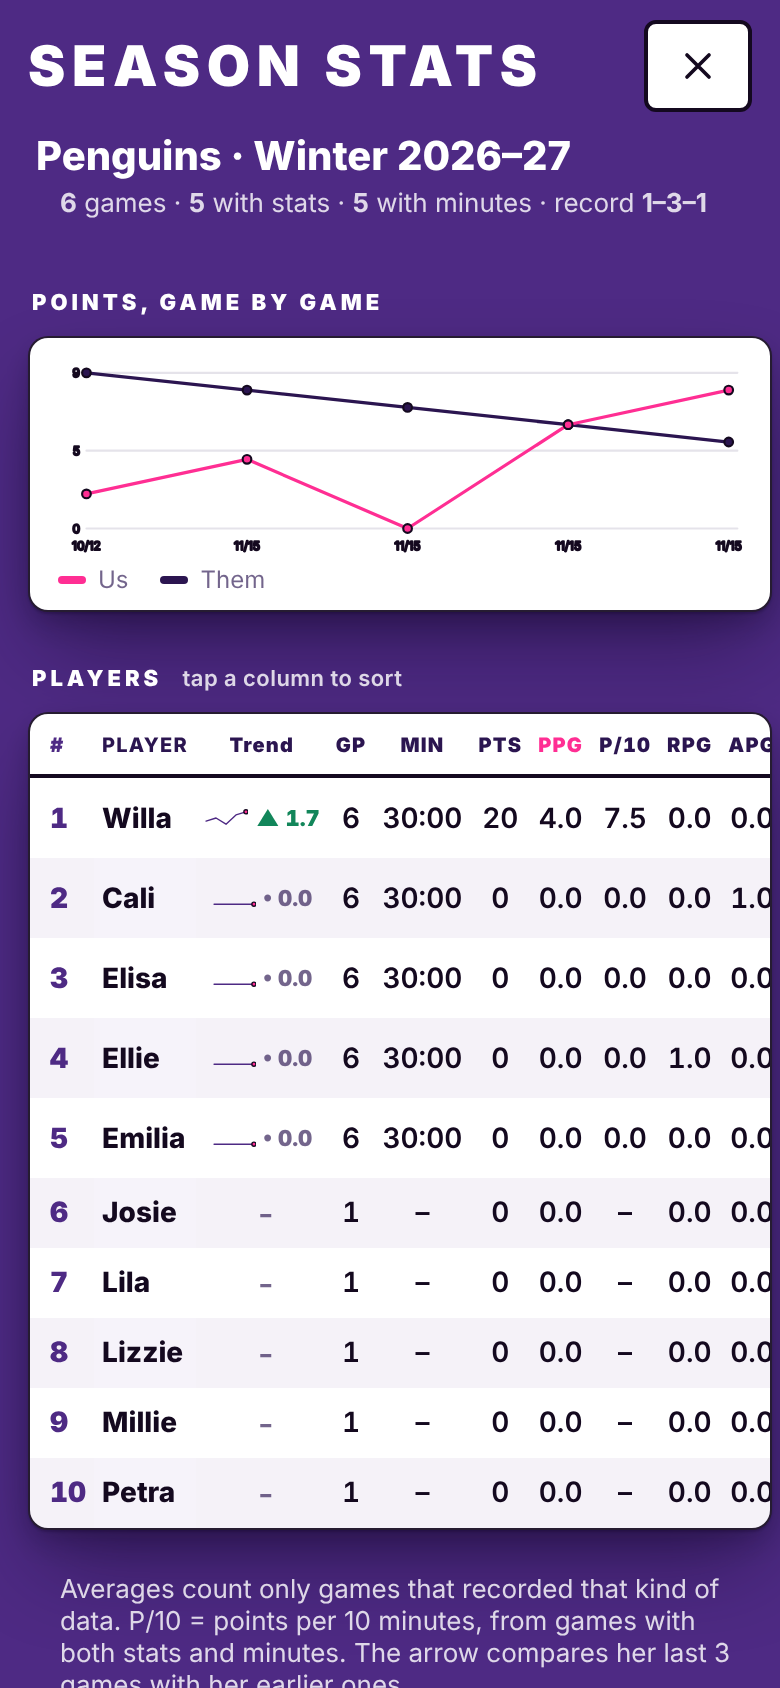 SEASON STATS
Penguins · Winter 2026–27
6 games · 5 with stats · 5 with minutes · record 1–3–1
POINTS, GAME BY GAME
9
5
0
10/12 11/15 11/15 11/15 11/15
Us Them
PLAYERS tap a column to sort
# PLAYER Trend GP MIN PTS PPG P/10 RPG APG
1 Willa ▲ 1.7 6 30:00 20 4.0 7.5 0.0 0.0
2 Cali • 0.0 6 30:00 0 0.0 0.0 0.0 1.0
3 Elisa • 0.0 6 30:00 0 0.0 0.0 0.0 0.0
4 Ellie • 0.0 6 30:00 0 0.0 0.0 1.0 0.0
5 Emilia • 0.0 6 30:00 0 0.0 0.0 0.0 0.0
6 Josie – 1 – 0 0.0 – 0.0 0.0
7 Lila – 1 – 0 0.0 – 0.0 0.0
8 Lizzie – 1 – 0 0.0 – 0.0 0.0
9 Millie – 1 – 0 0.0 – 0.0 0.0
10 Petra – 1 – 0 0.0 – 0.0 0.0
Averages count only games that recorded that kind of
data. P/10 = points per 10 minutes, from games with
both stats and minutes. The arrow compares her last 3
games with her earlier ones.